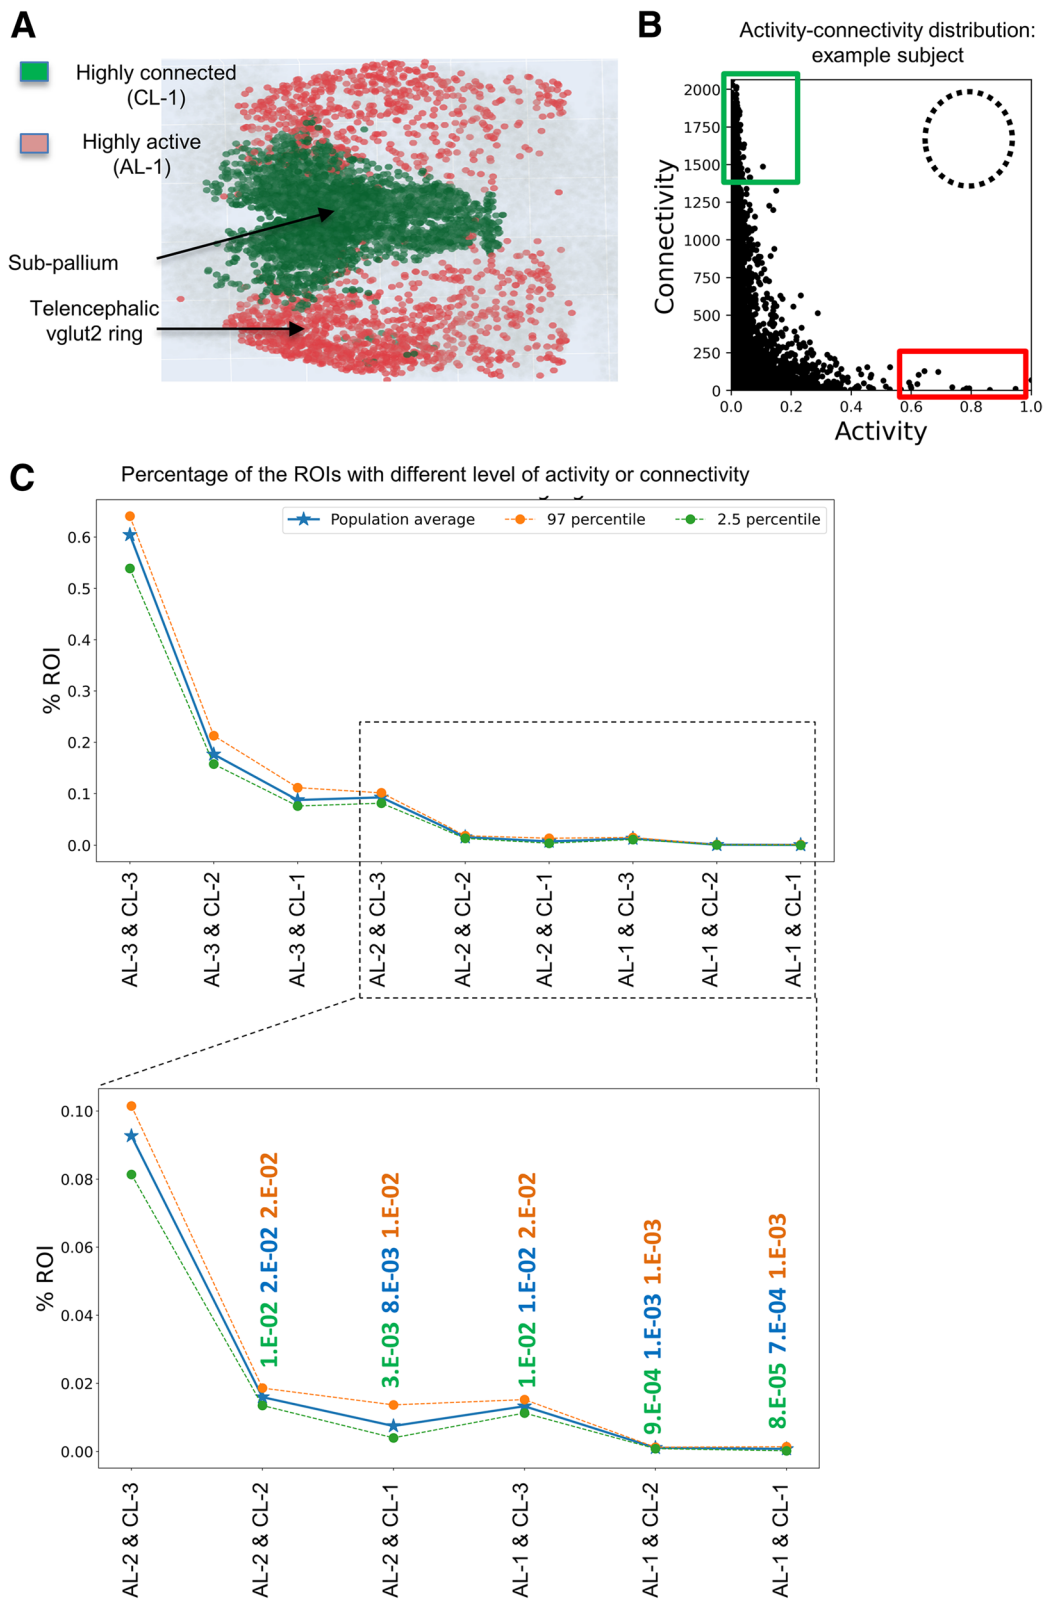 A
Highly connected
(CL-1)
Highly active
(AL-1)
Sub-pallium
Telencephalic
vglut2 ring
B
Activity-connectivity distribution:
example subject
Connectivity
2000
1750
1500
1250
1000
750
500
250
0
0.0 0.2 0.4 0.6 0.8 1.0
Activity
C
Percentage of the ROIs with different level of activity or connectivity
Population average 97 percentile 2.5 percentile
% ROI
0.6
0.5
0.4
0.3
0.2
0.1
0.0
AL-3 & CL-3
AL-3 & CL-2
AL-3 & CL-1
AL-2 & CL-3
AL-2 & CL-2
AL-2 & CL-1
AL-1 & CL-3
AL-1 & CL-2
AL-1 & CL-1
% ROI
0.10
0.08
0.06
0.04
0.02
0.00
1.E-02 2.E-02 2.E-02
3.E-03 8.E-03 1.E-02
1.E-02 1.E-02 2.E-02
9.E-04 1.E-03 1.E-03
8.E-05 7.E-04 1.E-03
AL-2 & CL-3
AL-2 & CL-2
AL-2 & CL-1
AL-1 & CL-3
AL-1 & CL-2
AL-1 & CL-1